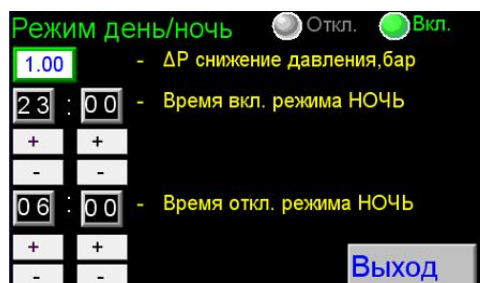 Режим день/ночь Откл. Вкл.
1.00 - ΔP снижение давления,бар
23 : 00 - Время вкл. режима НОЧЬ
+ +
- -
06 : 00 - Время откл. режима НОЧЬ
+ +
- -
Выход